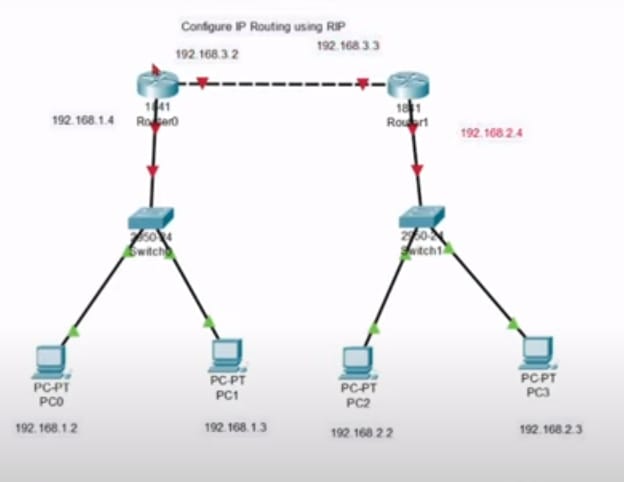 Configure IP Routing using RIP
192.168.3.2
192.168.3.3
1841
Router0
1841
Router1
192.168.1.4
192.168.2.4
2950-24
Switch0
2950-24
Switch1
PC-PT
PC0
PC-PT
PC1
PC-PT
PC2
PC-PT
PC3
192.168.1.2
192.168.1.3
192.168.2.2
192.168.2.3